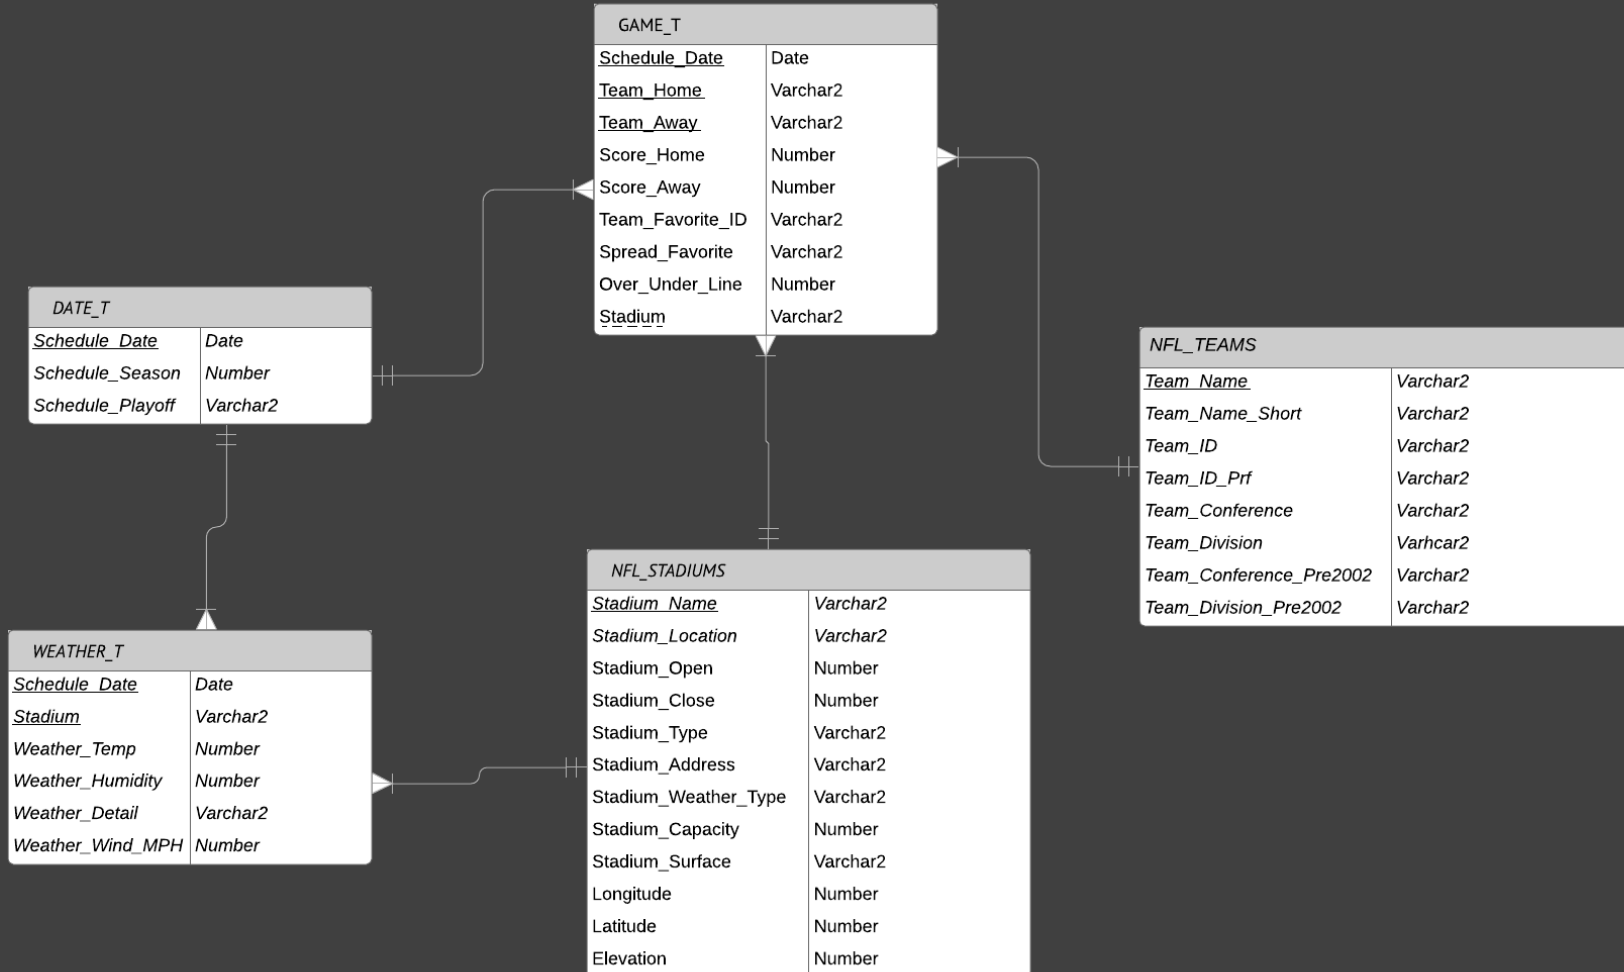 GAME_T
Schedule_Date Date
Team_Home Varchar2
Team_Away Varchar2
Score_Home Number
Score_Away Number
Team_Favorite_ID Varchar2
Spread_Favorite Varchar2
Over_Under_Line Number
Stadium Varchar2
DATE_T
Schedule_Date Date
Schedule_Season Number
Schedule_Playoff Varchar2
NFL_TEAMS
Team_Name Varchar2
Team_Name_Short Varchar2
Team_ID Varchar2
Team_ID_Prf Varchar2
Team_Conference Varchar2
Team_Division Varhcar2
Team_Conference_Pre2002 Varchar2
Team_Division_Pre2002 Varchar2
WEATHER_T
Schedule_Date Date
Stadium Varchar2
Weather_Temp Number
Weather_Humidity Number
Weather_Detail Varchar2
Weather_Wind_MPH Number
NFL_STADIUMS
Stadium_Name Varchar2
Stadium_Location Varchar2
Stadium_Open Number
Stadium_Close Number
Stadium_Type Varchar2
Stadium_Address Varchar2
Stadium_Weather_Type Varchar2
Stadium_Capacity Number
Stadium_Surface Varchar2
Longitude Number
Latitude Number
Elevation Number